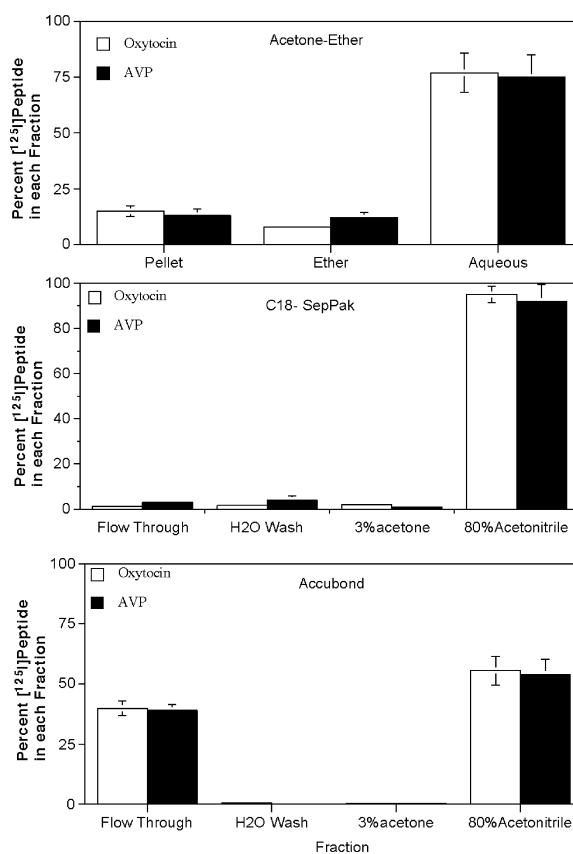 Percent [¹²⁵I]Peptide
in each Fraction
100
75
50
25
0
Oxytocin
AVP
Acetone-Ether
Pellet Ether Aqueous
Percent [¹²⁵I]Peptide
in each Fraction
100
80
60
40
20
0
Oxytocin
AVP
C18- SepPak
Flow Through H2O Wash 3%acetone 80%Acetonitrile
Percent [¹²⁵I]Peptide
in each Fraction
100
75
50
25
0
Oxytocin
AVP
Accubond
Flow Through H2O Wash 3%acetone 80%Acetonitrile
Fraction